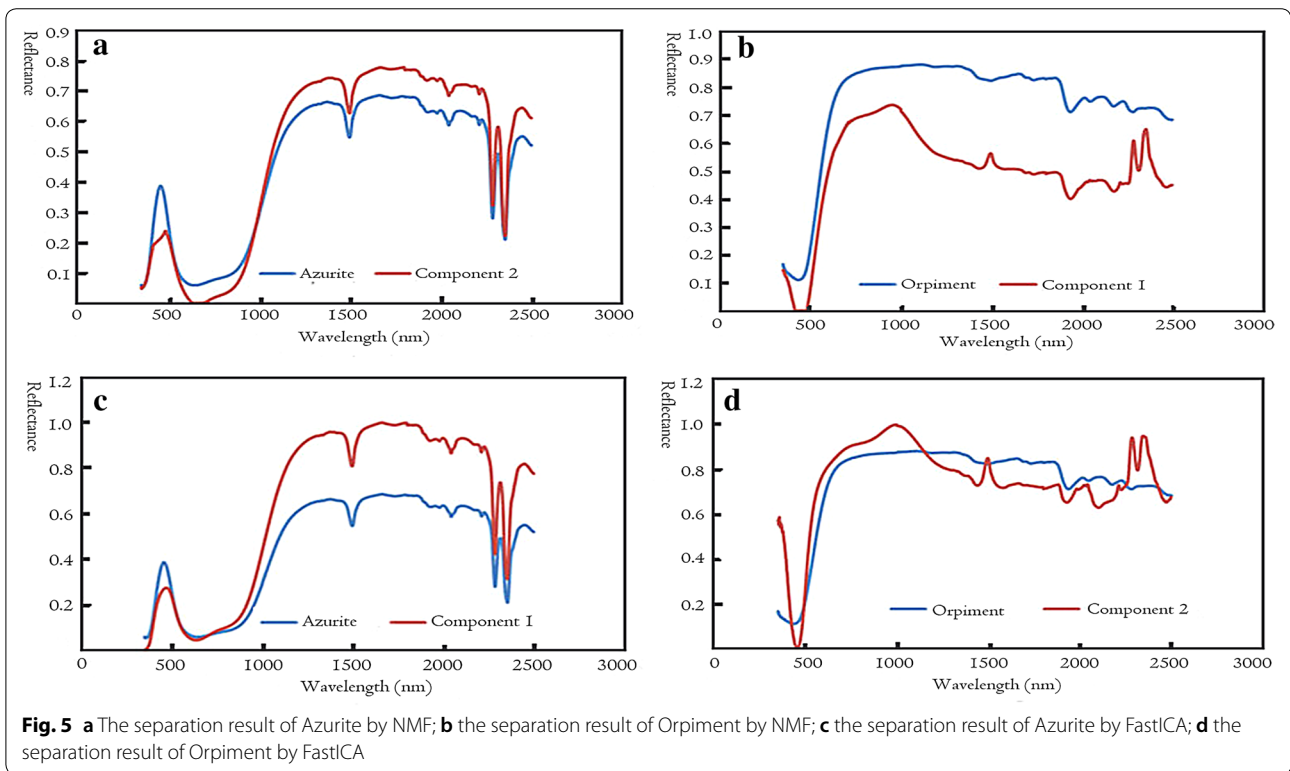 a
Reflectance
0.9
0.8
0.7
0.6
0.5
0.4
0.3
0.2
0.1
Azurite Component 2
0 500 1000 1500 2000 2500 3000
Wavelength (nm)
b
Reflectance
1.0
0.9
0.8
0.7
0.6
0.5
0.4
0.3
0.2
0.1
Orpiment Component 1
0 500 1000 1500 2000 2500 3000
Wavelength (nm)
c
Reflectance
1.2
1.0
0.8
0.6
0.4
0.2
Azurite Component 1
0 500 1000 1500 2000 2500 3000
Wavelength (nm)
d
Reflectance
1.2
1.0
0.8
0.6
0.4
0.2
Orpiment Component 2
0 500 1000 1500 2000 2500 3000
Wavelength (nm)
Fig. 5 a The separation result of Azurite by NMF; b the separation result of Orpiment by NMF; c the separation result of Azurite by FastICA; d the
separation result of Orpiment by FastICA